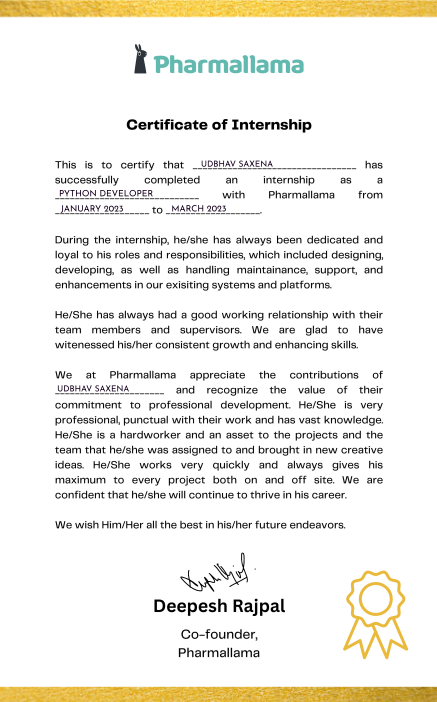 Pharmallama
Certificate of Internship
This is to certify that UDBHAV SAXENA has
successfully completed an internship as a
PYTHON DEVELOPER with Pharmallama from
JANUARY 2023 to MARCH 2023.
During the internship, he/she has always been dedicated and
loyal to his roles and responsibilities, which included designing,
developing, as well as handling maintainance, support, and
enhancements in our exisiting systems and platforms.
He/She has always had a good working relationship with their
team members and supervisors. We are glad to have
witenessed his/her consistent growth and enhancing skills.
We at Pharmallama appreciate the contributions of
UDBHAV SAXENA and recognize the value of their
commitment to professional development. He/She is very
professional, punctual with their work and has vast knowledge.
He/She is a hardworker and an asset to the projects and the
team that he/she was assigned to and brought in new creative
ideas. He/She works very quickly and always gives his
maximum to every project both on and off site. We are
confident that he/she will continue to thrive in his career.
We wish Him/Her all the best in his/her future endeavors.
Deepesh Rajpal
Co-founder,
Pharmallama